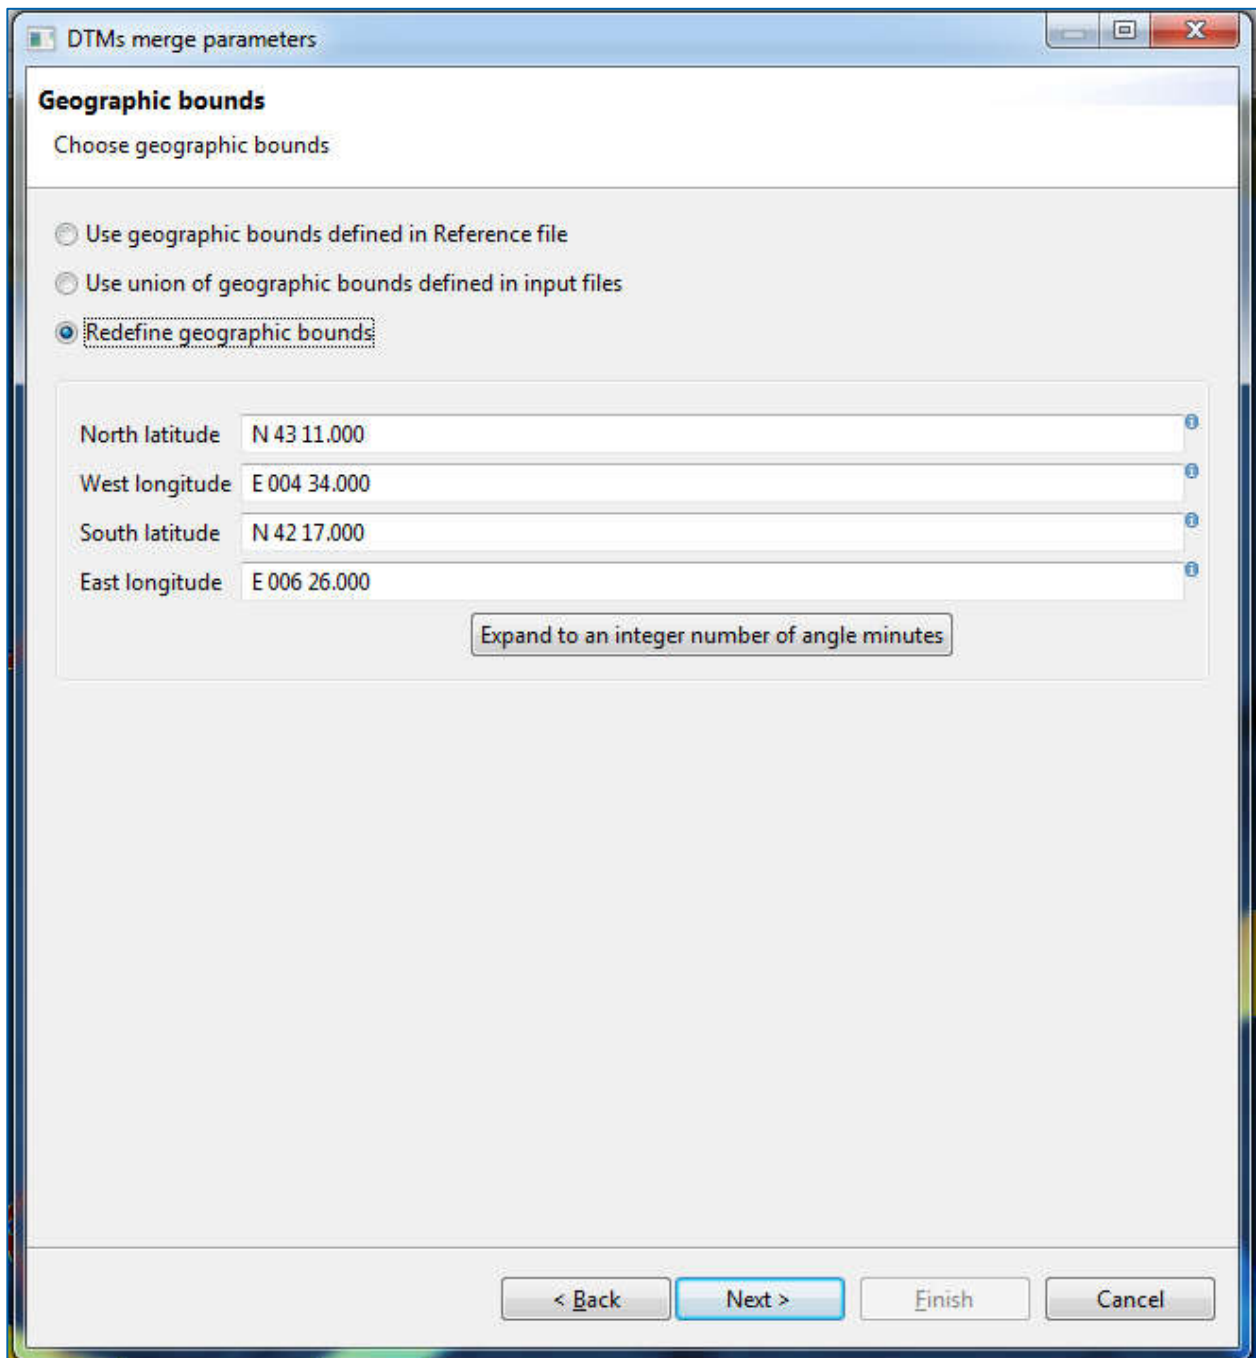 DTMs merge parameters
Geographic bounds
Choose geographic bounds
Use geographic bounds defined in Reference file
Use union of geographic bounds defined in input files
Redefine geographic bounds
North latitude N 43 11.000
West longitude E 004 34.000
South latitude N 42 17.000
East longitude E 006 26.000
Expand to an integer number of angle minutes
< Back Next > Finish Cancel